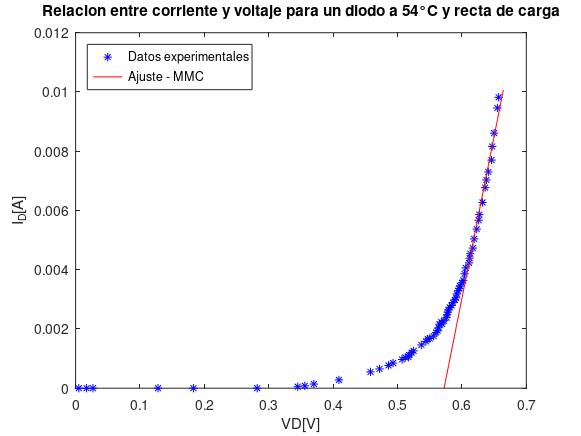 Relacion entre corriente y voltaje para un diodo a 54°C y recta de carga
0.012
Datos experimentales
Ajuste - MMC
0.01
0.008
0.006
I_D[A]
0.004
0.002
0
0 0.1 0.2 0.3 0.4 0.5 0.6 0.7
VD[V]